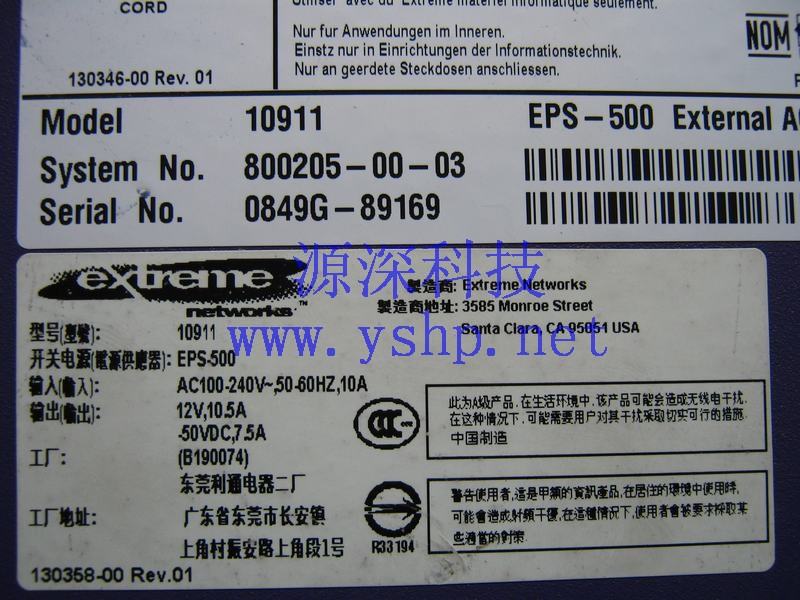 CORD
130346-00 Rev. 01
Utiliser avec du Extreme materiel informatique seulement.
Nur fur Anwendungen im Inneren.
Einstz nur in Einrichtungen der Informationstechnik.
Nur an geerdete Steckdosen anschliessen.
NOM
Model 10911 EPS-500 External
System No. 800205-00-03
Serial No. 0849G-89169
源深科技
www.yshp.net
extreme
networks™
製造商: Extreme Networks
製造商地址: 3585 Monroe Street
Santa Clara, CA 95051 USA
型号(型號): 10911
开关电源(電源供應器): EPS-500
输入(輸入): AC100-240V~,50-60HZ,10A
输出(輸出): 12V,10.5A
-50VDC,7.5A
工厂: (B190074)
东莞利通电器二厂
工厂地址: 广东省东莞市长安镇
上角村振安路上角段1号
130358-00 Rev.01
CCC
R33194
此为A级产品,在生活环境中,该产品可能会造成无线电干扰,
在这种情况下,可能需要用户对其干扰采取切实可行的措施.
中国制造
警告使用者,這是甲類的資訊產品,在居住的環境中使用時,
可能會造成射頻干擾,在這種情況下,使用者會被要求採取某
些適當的對策.